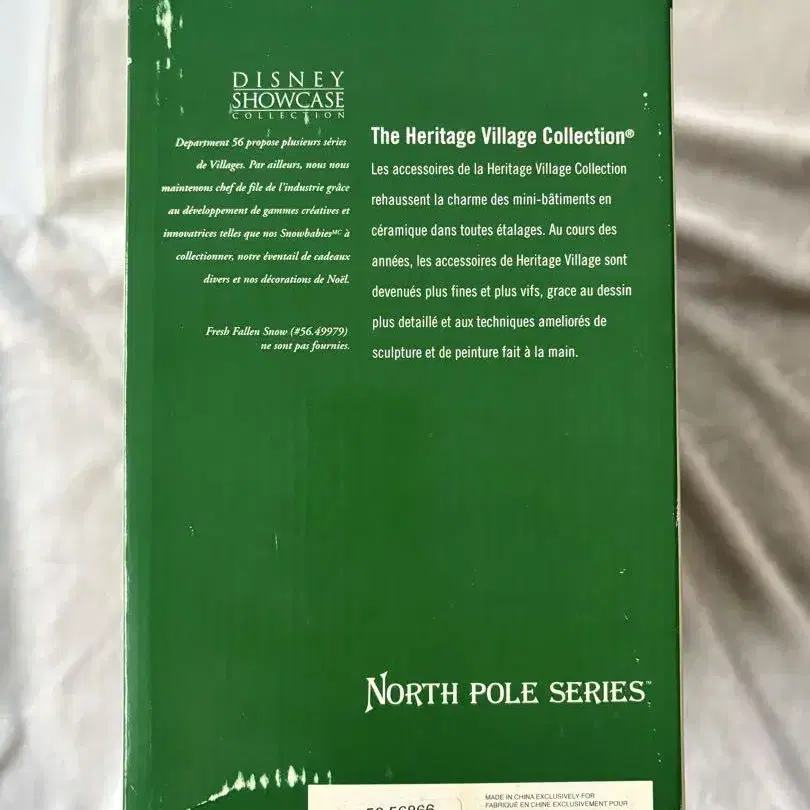 DISNEY
SHOWCASE
COLLECTION
Department 56 propose plusieurs séries
de Villages. Par ailleurs, nous nous
maintenons chef de file de l'industrie grâce
au développement de gammes créatives et
innovatrices telles que nos Snowbabiesᴹᶜ à
collectionner, notre éventail de cadeaux
divers et nos décorations de Noël.
Fresh Fallen Snow (#56.49979)
ne sont pas fournies.
The Heritage Village Collection®
Les accessoires de la Heritage Village Collection
rehaussent la charme des mini-bâtiments en
céramique dans toutes étalages. Au cours des
années, les accessoires de Heritage Village sont
devenués plus fines et plus vifs, grace au dessin
plus detaillé et aux techniques ameliorés de
sculpture et de peinture fait à la main.
NORTH POLE SERIES™
MADE IN CHINA EXCLUSIVELY FOR
FABRIQUÉ EN CHINE EXCLUSIVEMENT POUR